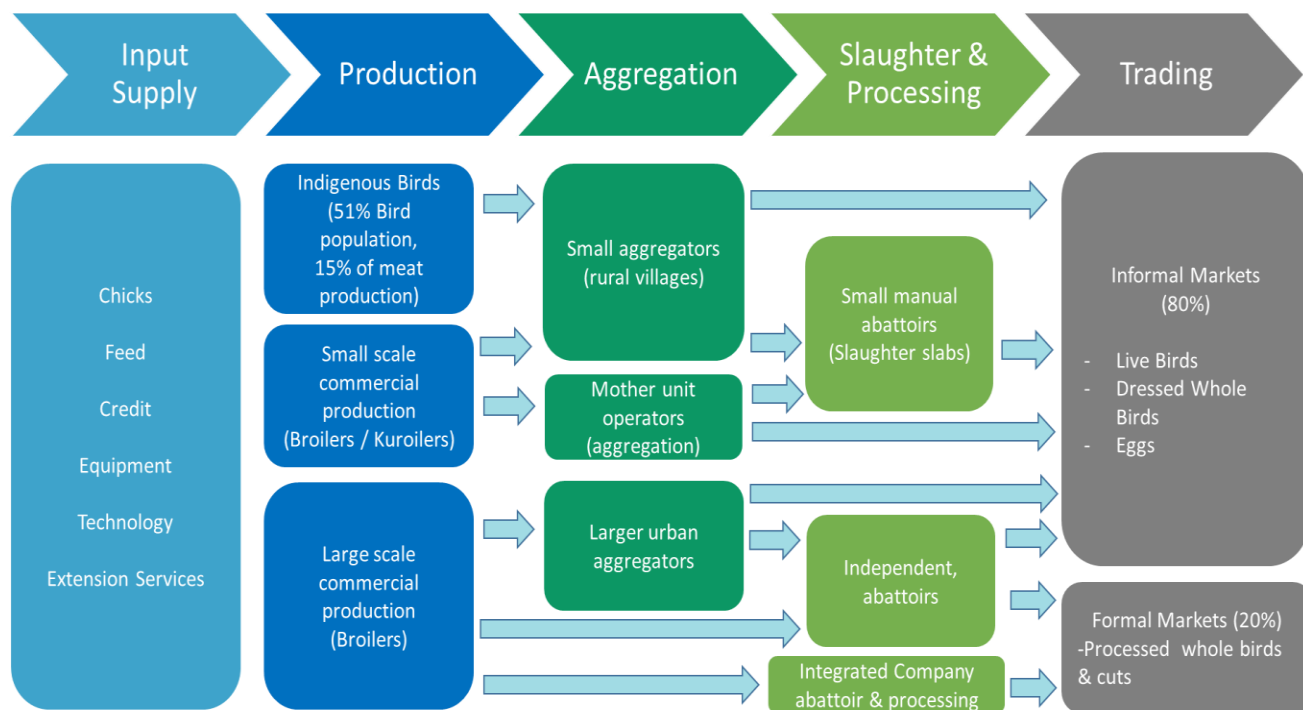 Input
Supply
Production
Aggregation
Slaughter &
Processing
Trading
Chicks
Feed
Credit
Equipment
Technology
Extension Services
Indigenous Birds
(51% Bird
population,
15% of meat
production)
Small scale
commercial
production
(Broilers / Kuroilers)
Large scale
commercial
production
(Broilers)
Small aggregators
(rural villages)
Mother unit
operators
(aggregation)
Larger urban
aggregators
Small manual
abattoirs
(Slaughter slabs)
Independent,
abattoirs
Integrated Company
abattoir & processing
Informal Markets
(80%)
- Live Birds
- Dressed Whole
Birds
- Eggs
Formal Markets (20%)
-Processed whole birds
& cuts